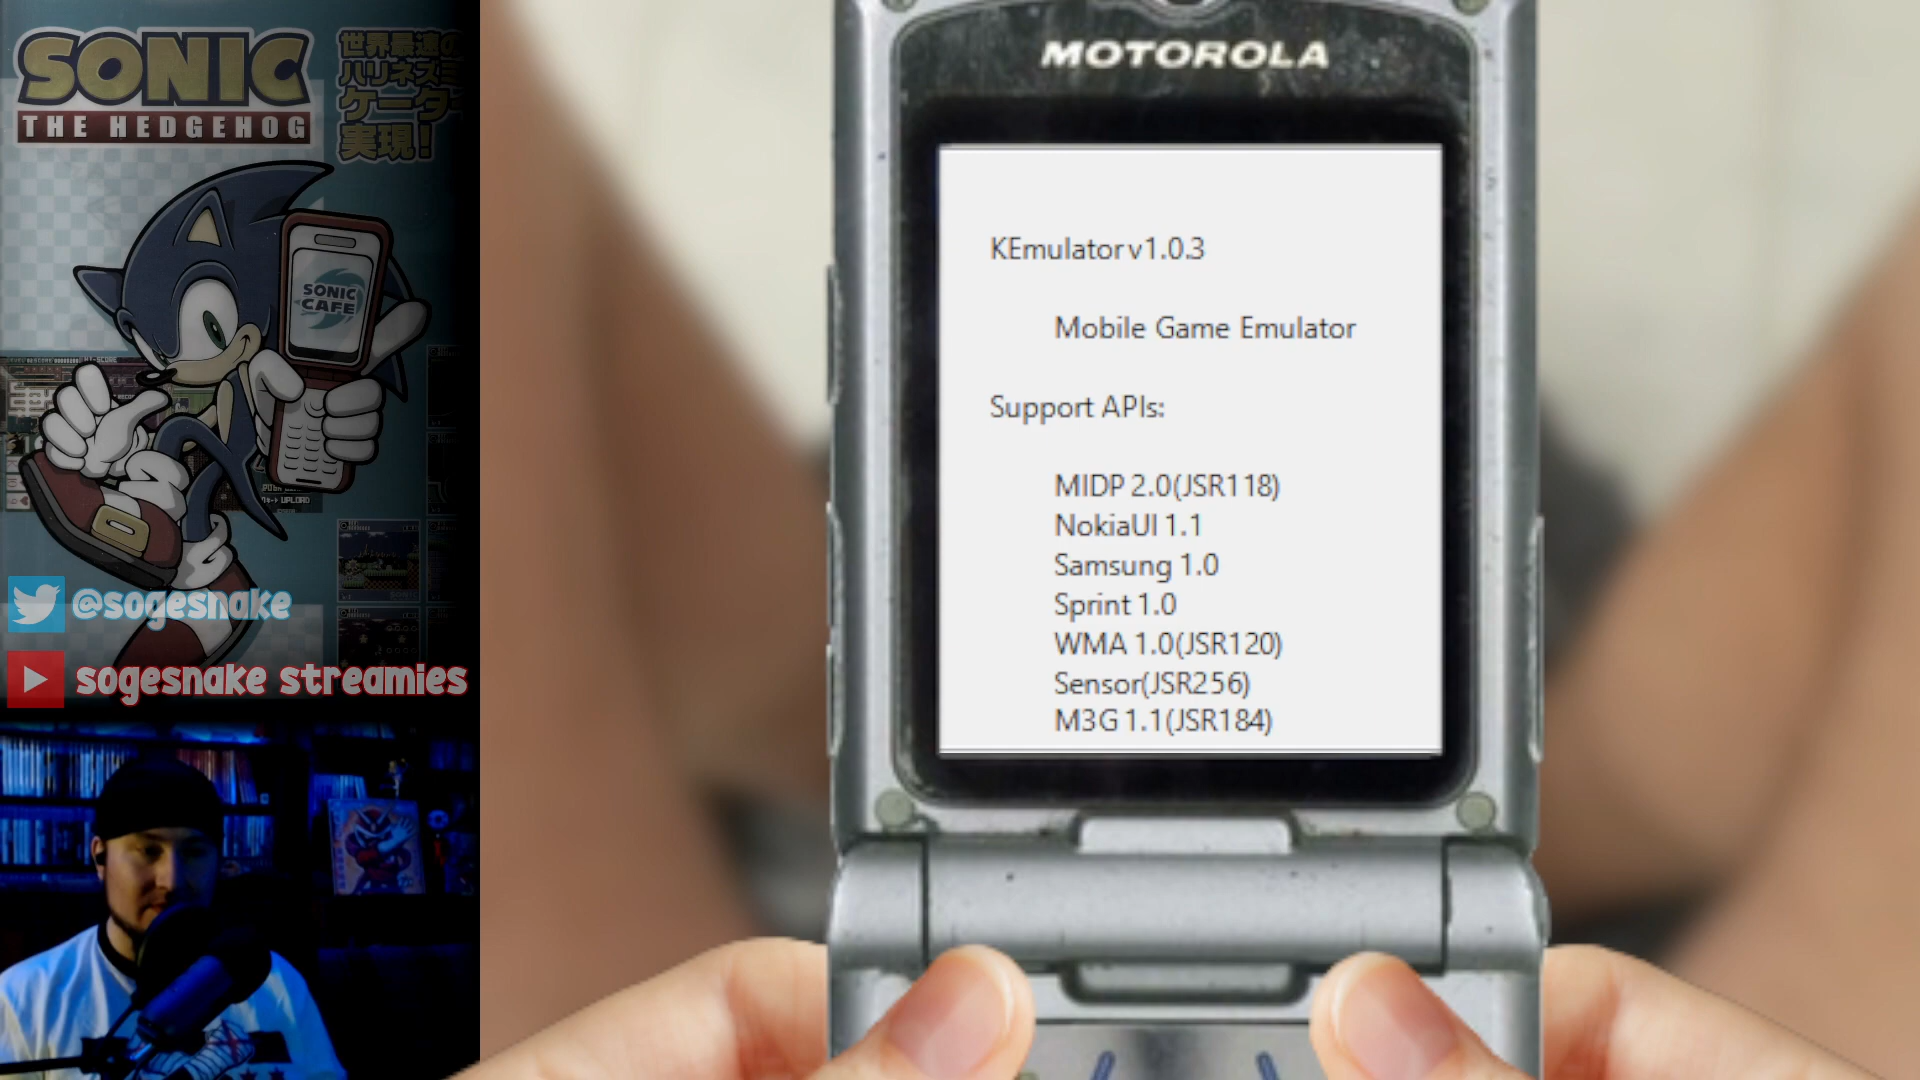 SONIC
THE HEDGEHOG
世界最速の
ハリネズミ
ケータイ
実現!
SONIC
CAFE
@sogesnake
sogesnake streamies
MOTOROLA
KEmulator v1.0.3
Mobile Game Emulator
Support APIs:
MIDP 2.0(JSR118)
NokiaUI 1.1
Samsung 1.0
Sprint 1.0
WMA 1.0(JSR120)
Sensor(JSR256)
M3G 1.1(JSR184)